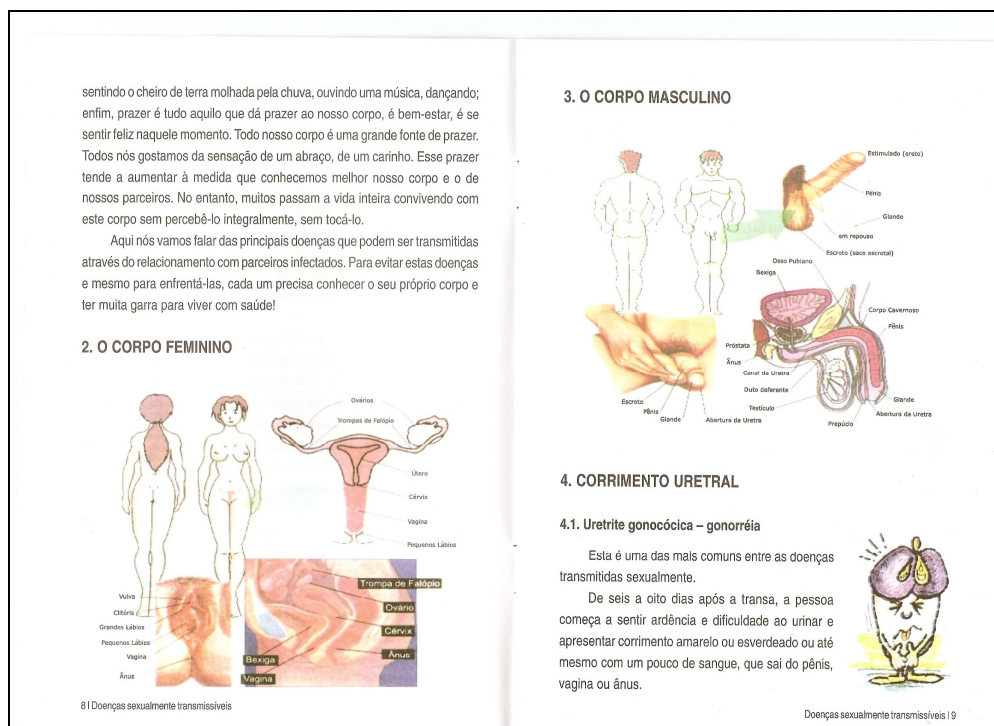 sentindo o cheiro de terra molhada pela chuva, ouvindo uma música, dançando;
enfim, prazer é tudo aquilo que dá prazer ao nosso corpo, é bem-estar, é se
sentir feliz naquele momento. Todo nosso corpo é uma grande fonte de prazer.
Todos nós gostamos da sensação de um abraço, de um carinho. Esse prazer
tende a aumentar à medida que conhecemos melhor nosso corpo e o de
nossos parceiros. No entanto, muitos passam a vida inteira convivendo com
este corpo sem percebê-lo integralmente, sem tocá-lo.
Aqui nós vamos falar das principais doenças que podem ser transmitidas
através do relacionamento com parceiros infectados. Para evitar estas doenças
e mesmo para enfrentá-las, cada um precisa conhecer o seu próprio corpo e
ter muita garra para viver com saúde!
2. O CORPO FEMININO
Ovários
Trompas de Falópio
Útero
Cérvix
Vagina
Pequenos Lábios
Vulva
Clitóris
Grandes Lábios
Pequenos Lábios
Vagina
Ânus
Trompa de Falópio
Ovário
Cérvix
Ânus
Bexiga
Vagina
8 | Doenças sexualmente transmissíveis
3. O CORPO MASCULINO
Estimulado (ereto)
Pênis
Glande
em repouso
Escroto (saco escrotal)
Osso Pubiano
Bexiga
Corpo Cavernoso
Pênis
Próstata
Ânus
Canal da Uretra
Duto deferente
Testículo
Prepúcio
Glande
Abertura da Uretra
Escroto
Pênis
Glande
Abertura da Uretra
4. CORRIMENTO URETRAL
4.1. Uretrite gonocócica – gonorréia
Esta é uma das mais comuns entre as doenças
transmitidas sexualmente.
De seis a oito dias após a transa, a pessoa
começa a sentir ardência e dificuldade ao urinar e
apresentar corrimento amarelo ou esverdeado ou até
mesmo com um pouco de sangue, que sai do pênis,
vagina ou ânus.
Doenças sexualmente transmissíveis | 9